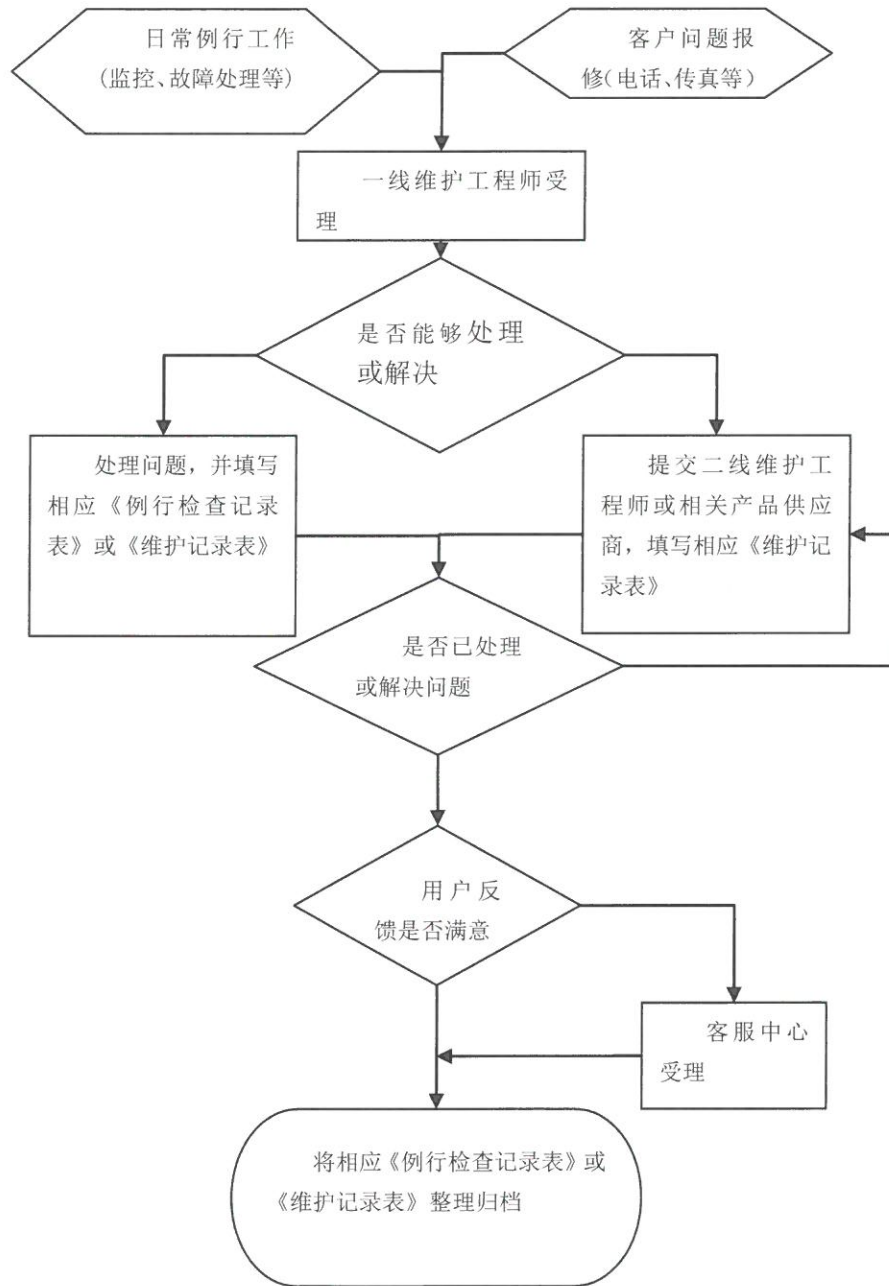 日常例行工作
(监控、故障处理等)
客户问题报
修(电话、传真等)
一线维护工程师受
理
是否能够处理
或解决
处理问题，并填写
相应《例行检查记录
表》或《维护记录表》
提交二线维护工
程师或相关产品供应
商，填写相应《维护记
录表》
是否已处理
或解决问题
用户反
馈是否满意
客服中心
受理
将相应《例行检查记录表》或
《维护记录表》整理归档